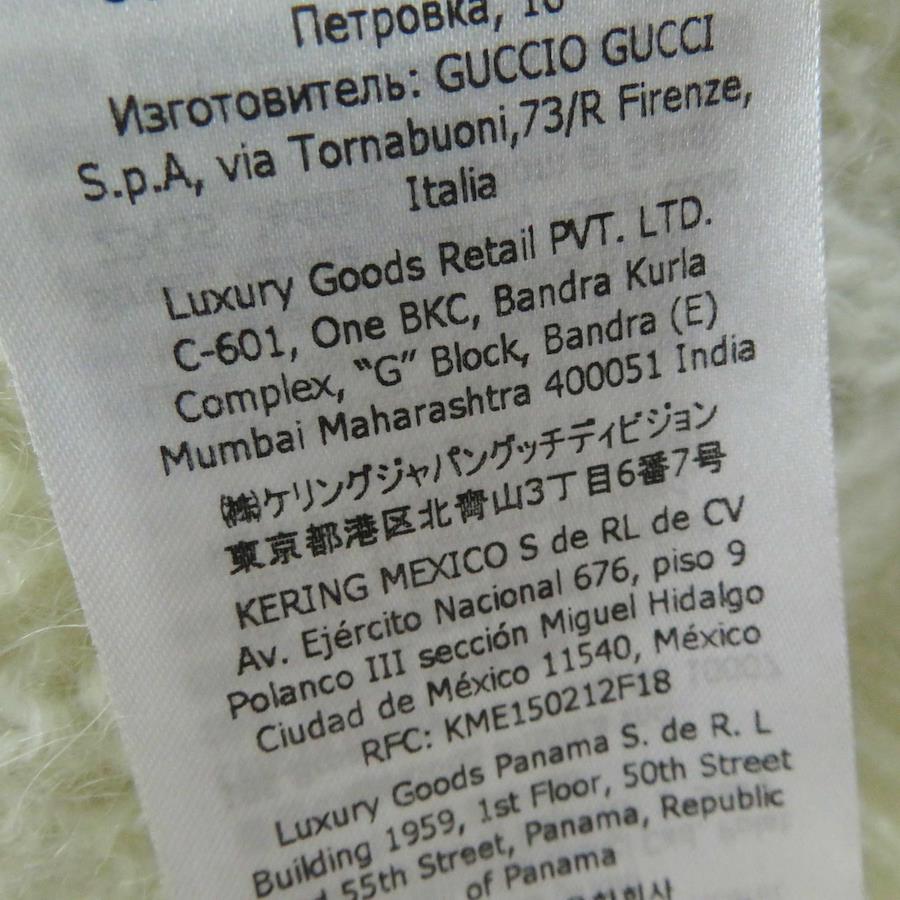 Петровка, 16
Изготовитель: GUCCIO GUCCI
S.p.A, via Tornabuoni,73/R Firenze,
Italia
Luxury Goods Retail PVT. LTD.
C-601, One BKC, Bandra Kurla
Complex, “G” Block, Bandra (E)
Mumbai Maharashtra 400051 India
㈱ケリングジャパングッチディビジョン
東京都港区北青山3丁目6番7号
KERING MEXICO S de RL de CV
Av. Ejército Nacional 676, piso 9
Polanco III sección Miguel Hidalgo
Ciudad de México 11540, México
RFC: KME150212F18
Luxury Goods Panama S. de R. L
Building 1959, 1st Floor, 50th Street
55th Street, Panama, Republic
of Panama